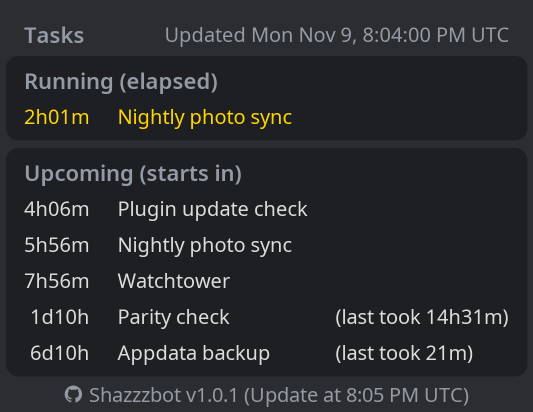 Tasks Updated Mon Nov 9, 8:04:00 PM UTC
Running (elapsed)
2h01m Nightly photo sync
Upcoming (starts in)
4h06m Plugin update check
5h56m Nightly photo sync
7h56m Watchtower
1d10h Parity check (last took 14h31m)
6d10h Appdata backup (last took 21m)
Shazzzbot v1.0.1 (Update at 8:05 PM UTC)